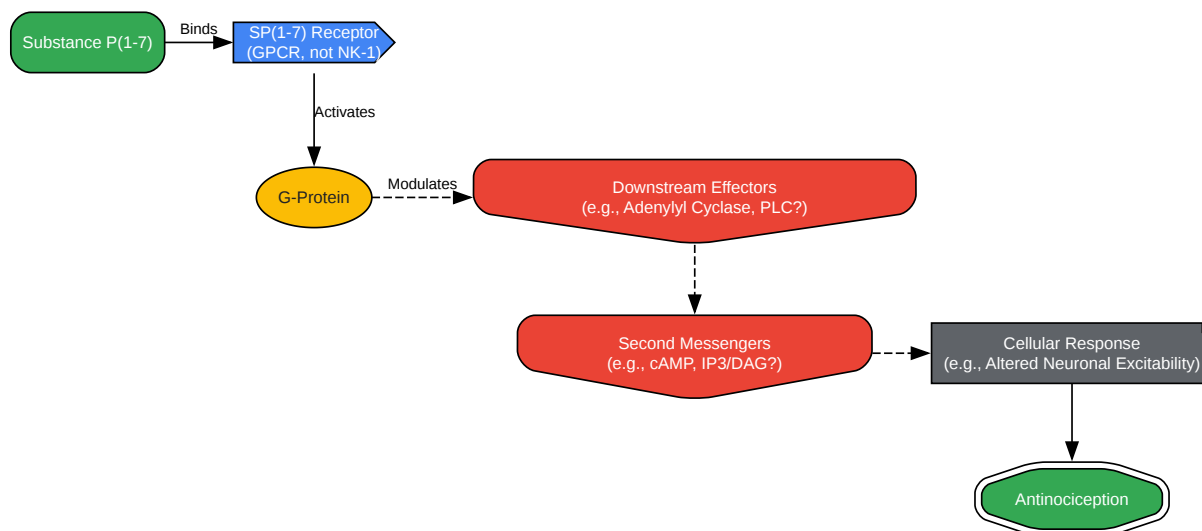 Substance P(1-7)
Binds
SP(1-7) Receptor
(GPCR, not NK-1)
Activates
G-Protein
Modulates
Downstream Effectors
(e.g., Adenylyl Cyclase, PLC?)
Second Messengers
(e.g., cAMP, IP3/DAG?)
Cellular Response
(e.g., Altered Neuronal Excitability)
Antinociception